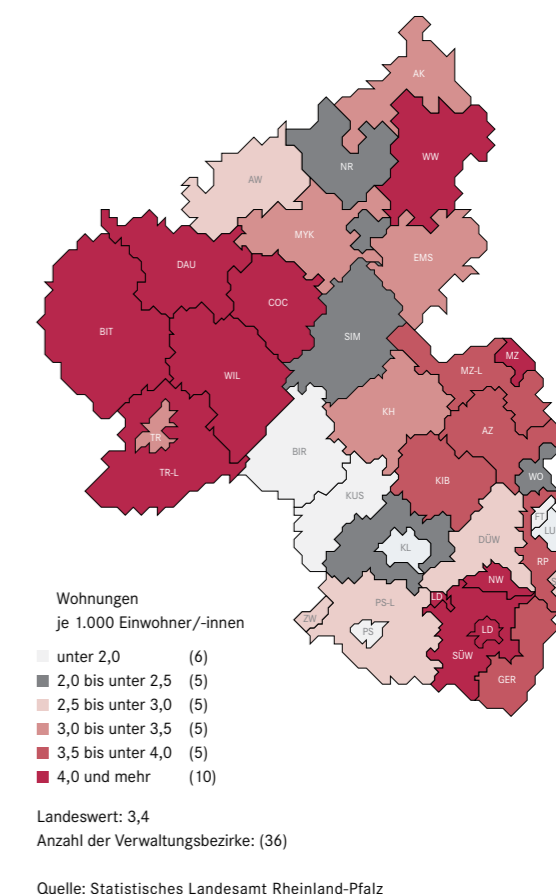 AK
WW
NR
AW
MYK
EMS
DAU
COC
BIT
SIM
WIL
MZ
MZ-L
KH
AZ
TR
BIR
TR-L
KIB
WO
KUS
FT
LU
DÜW
KL
RP
NW
LD
PS-L
ZW
PS
LD
SÜW
GER
Wohnungen
je 1.000 Einwohner/-innen
unter 2,0 (6)
2,0 bis unter 2,5 (5)
2,5 bis unter 3,0 (5)
3,0 bis unter 3,5 (5)
3,5 bis unter 4,0 (5)
4,0 und mehr (10)
Landeswert: 3,4
Anzahl der Verwaltungsbezirke: (36)
Quelle: Statistisches Landesamt Rheinland-Pfalz